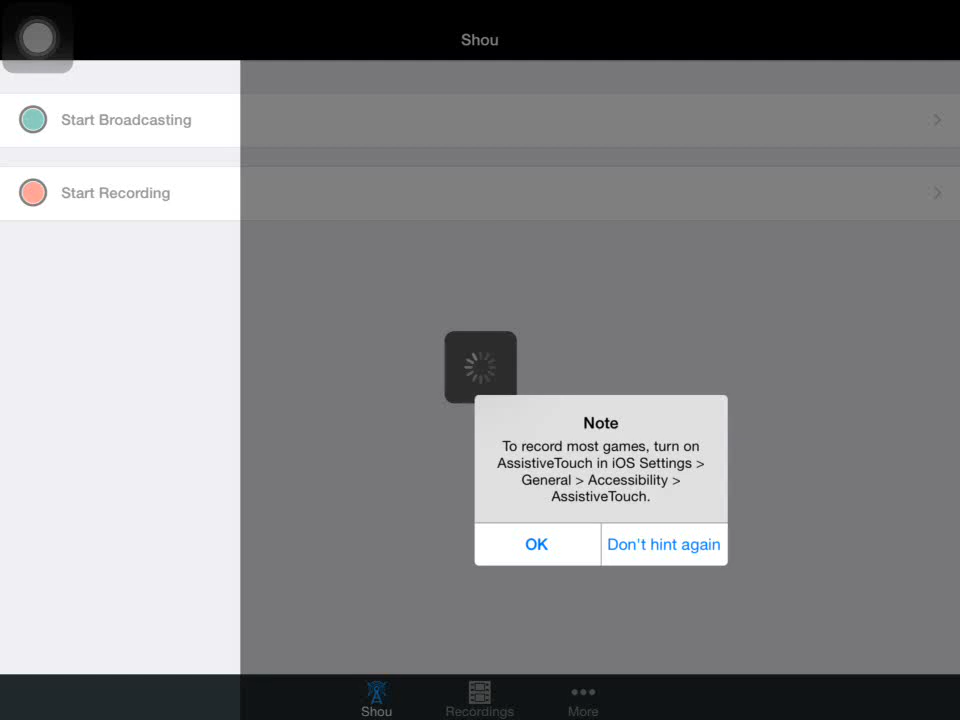 Shou
Start Broadcasting
Start Recording
Note
To record most games, turn on
AssistiveTouch in iOS Settings >
General > Accessibility >
AssistiveTouch.
OK
Don't hint again
Shou
Recordings
More